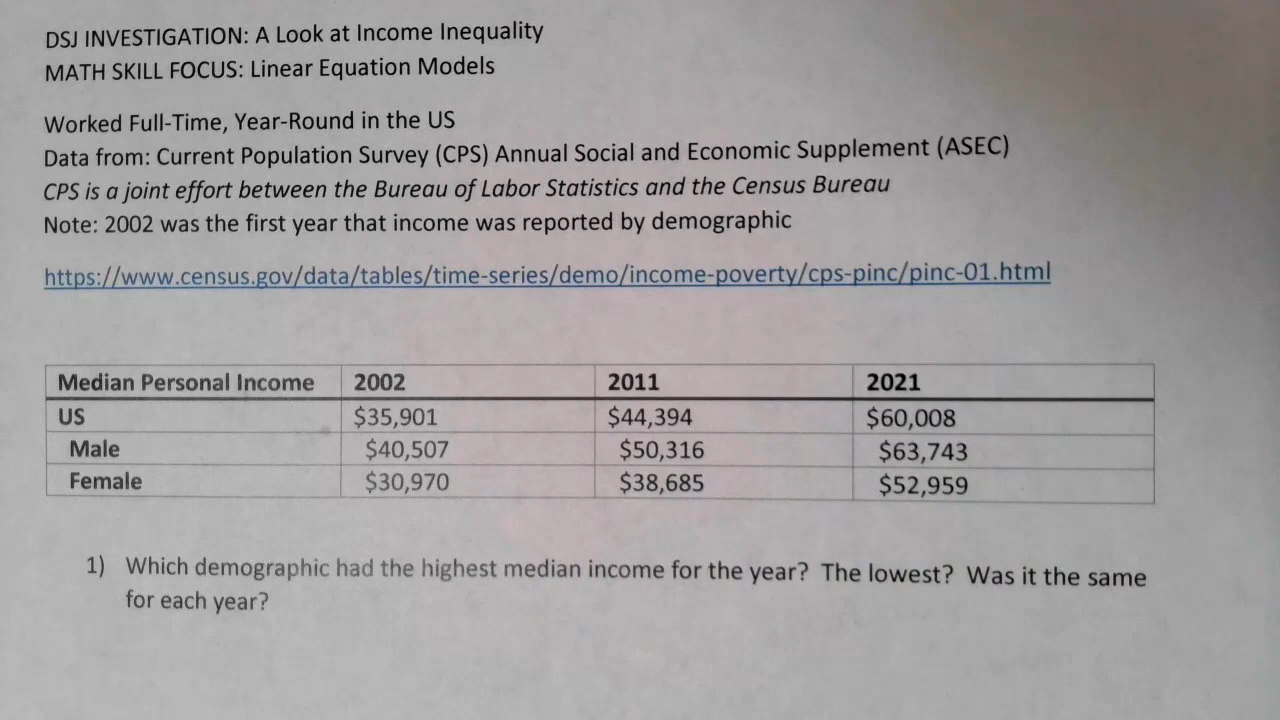 DSJ INVESTIGATION: A Look at Income Inequality
MATH SKILL FOCUS: Linear Equation Models
Worked Full-Time, Year-Round in the US
Data from: Current Population Survey (CPS) Annual Social and Economic Supplement (ASEC)
CPS is a joint effort between the Bureau of Labor Statistics and the Census Bureau
Note: 2002 was the first year that income was reported by demographic
https://www.census.gov/data/tables/time-series/demo/income-poverty/cps-pinc/pinc-01.html
Median Personal Income 2002 2011 2021
US $35,901 $44,394 $60,008
Male $40,507 $50,316 $63,743
Female $30,970 $38,685 $52,959
1) Which demographic had the highest median income for the year? The lowest? Was it the same
for each year?